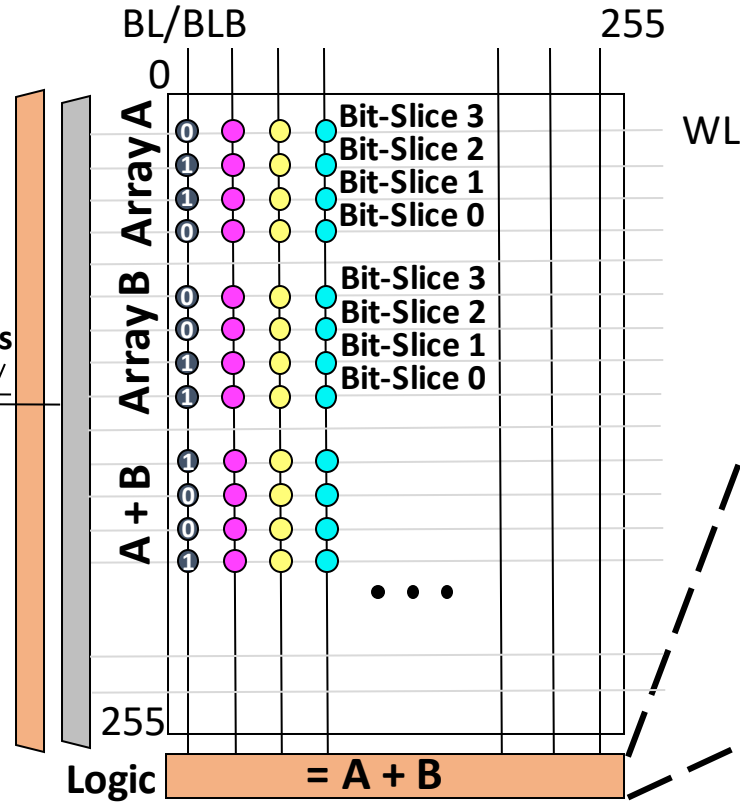 BL/BLB
255
0
WL
Array A
0 Bit-Slice 3
1 Bit-Slice 2
1 Bit-Slice 1
0 Bit-Slice 0
Array B
0 Bit-Slice 3
0 Bit-Slice 2
1 Bit-Slice 1
1 Bit-Slice 0
s
/
A + B
1
0
0
1
• • •
255
Logic
= A + B